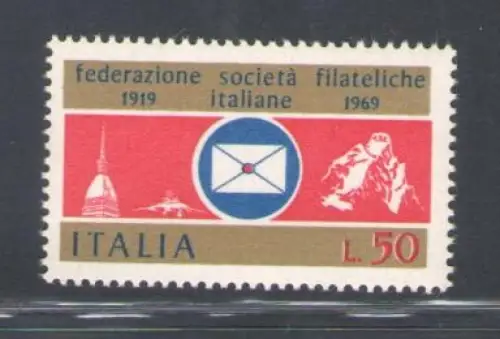 federazione società filateliche
1919 italiane 1969
ITALIA L. 50